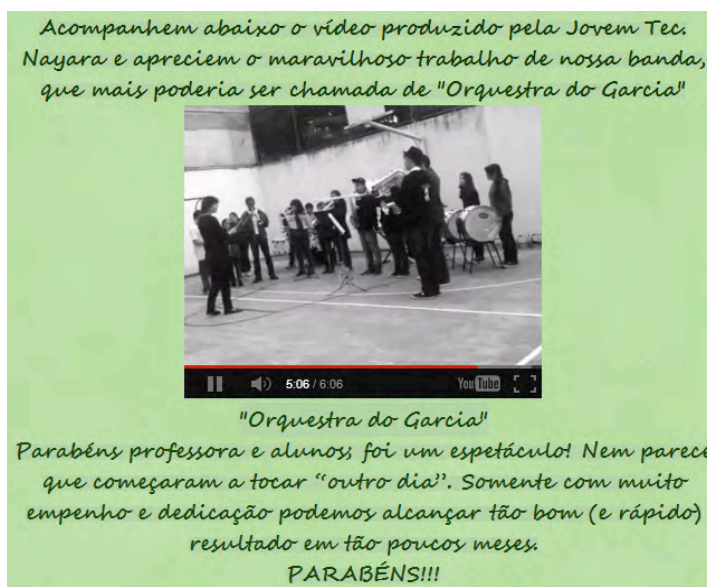 Acompanhem abaixo o vídeo produzido pela Jovem Tec.
Nayara e apreciem o maravilhoso trabalho de nossa banda,
que mais poderia ser chamada de "Orquestra do Garcia"
5:06 / 6:06
YouTube
"Orquestra do Garcia"
Parabéns professora e alunos; foi um espetáculo! Nem parece
que começaram a tocar “outro dia”. Somente com muito
empenho e dedicação podemos alcançar tão bom (e rápido)
resultado em tão poucos meses.
PARABÉNS!!!